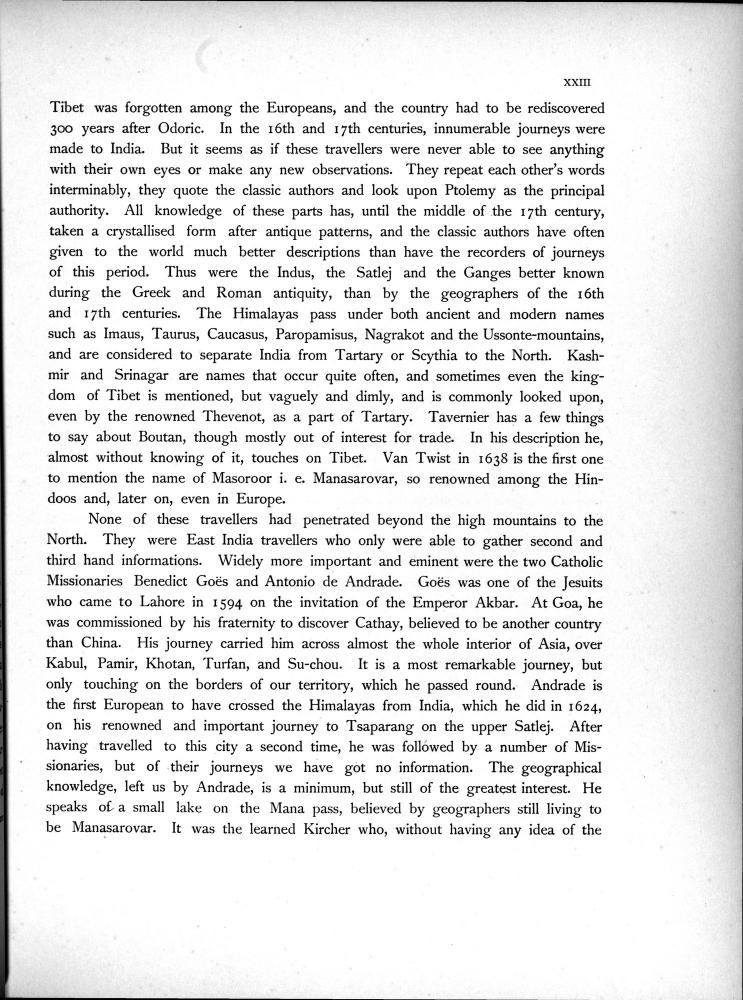 XXIII
Tibet was forgotten among the Europeans, and the country had to be rediscovered
300 years after Odoric. In the 16th and 17th centuries, innumerable journeys were
made to India. But it seems as if these travellers were never able to see anything
with their own eyes or make any new observations. They repeat each other's words
interminably, they quote the classic authors and look upon Ptolemy as the principal
authority. All knowledge of these parts has, until the middle of the 17th century,
taken a crystallised form after antique patterns, and the classic authors have often
given to the world much better descriptions than have the recorders of journeys
of this period. Thus were the Indus, the Satlej and the Ganges better known
during the Greek and Roman antiquity, than by the geographers of the 16th
and 17th centuries. The Himalayas pass under both ancient and modern names
such as Imaus, Taurus, Caucasus, Paropamisus, Nagrakot and the Ussonte-mountains,
and are considered to separate India from Tartary or Scythia to the North. Kash-
mir and Srinagar are names that occur quite often, and sometimes even the king-
dom of Tibet is mentioned, but vaguely and dimly, and is commonly looked upon,
even by the renowned Thevenot, as a part of Tartary. Tavernier has a few things
to say about Boutan, though mostly out of interest for trade. In his description he,
almost without knowing of it, touches on Tibet. Van Twist in 1638 is the first one
to mention the name of Masoroor i. e. Manasarovar, so renowned among the Hin-
doos and, later on, even in Europe.
None of these travellers had penetrated beyond the high mountains to the
North. They were East India travellers who only were able to gather second and
third hand informations. Widely more important and eminent were the two Catholic
Missionaries Benedict Goës and Antonio de Andrade. Goës was one of the Jesuits
who came to Lahore in 1594 on the invitation of the Emperor Akbar. At Goa, he
was commissioned by his fraternity to discover Cathay, believed to be another country
than China. His journey carried him across almost the whole interior of Asia, over
Kabul, Pamir, Khotan, Turfan, and Su-chou. It is a most remarkable journey, but
only touching on the borders of our territory, which he passed round. Andrade is
the first European to have crossed the Himalayas from India, which he did in 1624,
on his renowned and important journey to Tsaparang on the upper Satlej. After
having travelled to this city a second time, he was followed by a number of Mis-
sionaries, but of their journeys we have got no information. The geographical
knowledge, left us by Andrade, is a minimum, but still of the greatest interest. He
speaks of a small lake on the Mana pass, believed by geographers still living to
be Manasarovar. It was the learned Kircher who, without having any idea of the